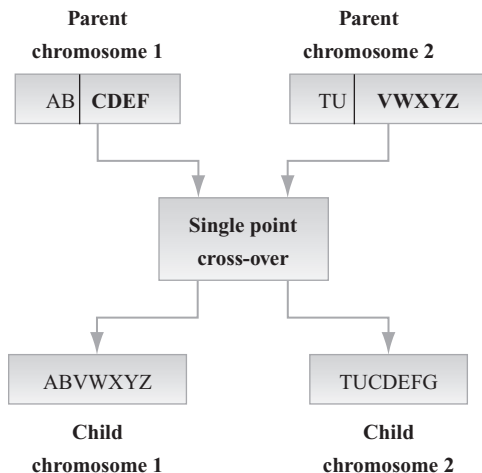 Parent
chromosome 1
Parent
chromosome 2
AB CDEF
TU VWXYZ
Single point
cross-over
ABVWXYZ
TUCDEFG
Child
chromosome 1
Child
chromosome 2